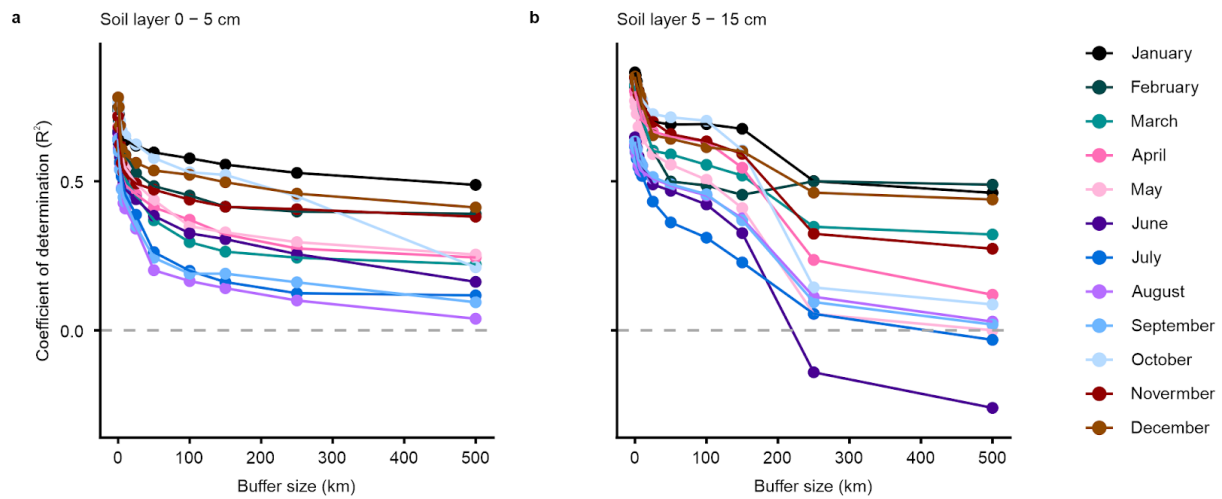 a
Soil layer 0 − 5 cm
Coefficient of determination (R²)
0.5
0.0
0 100 200 300 400 500
Buffer size (km)
b
Soil layer 5 − 15 cm
0.5
0.0
0 100 200 300 400 500
Buffer size (km)
January
February
March
April
May
June
July
August
September
October
Novermber
December